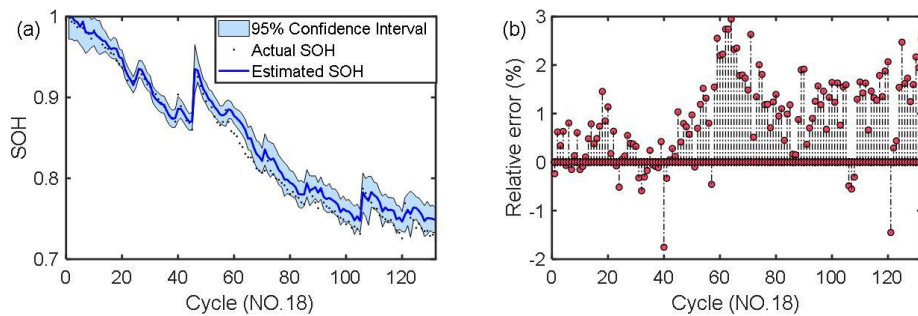 (a)
1
0.9
0.8
0.7
SOH
0 20 40 60 80 100 120
Cycle (NO.18)
95% Confidence Interval
Actual SOH
Estimated SOH
(b)
3
2
1
0
-1
-2
Relative error (%)
0 20 40 60 80 100 120
Cycle (NO.18)